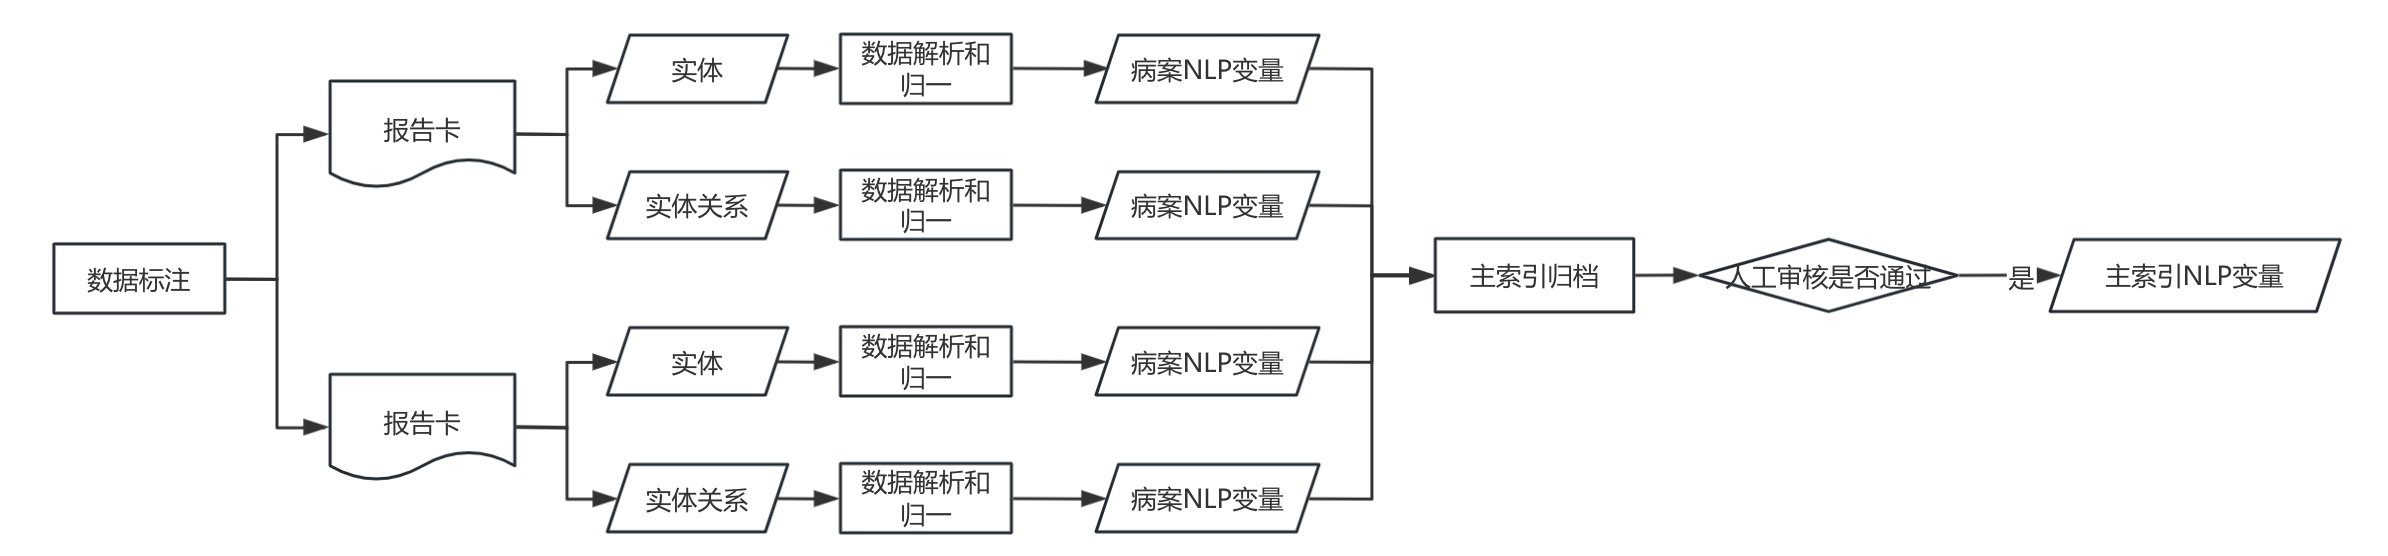 数据标注
报告卡
实体
数据解析和
归一
病案NLP变量
实体关系
数据解析和
归一
病案NLP变量
报告卡
实体
数据解析和
归一
病案NLP变量
实体关系
数据解析和
归一
病案NLP变量
主索引归档
人工审核是否通过
是
主索引NLP变量